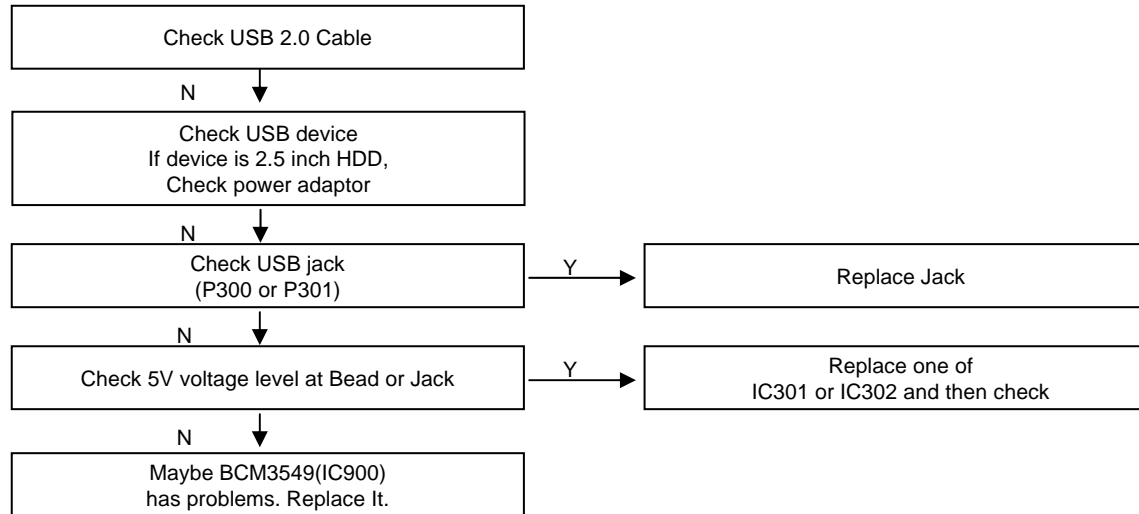 Check USB 2.0 Cable
N
Check USB device
If device is 2.5 inch HDD,
Check power adaptor
N
Check USB jack
(P300 or P301)
Y
Replace Jack
N
Check 5V voltage level at Bead or Jack
Y
Replace one of
IC301 or IC302 and then check
N
Maybe BCM3549(IC900)
has problems. Replace It.